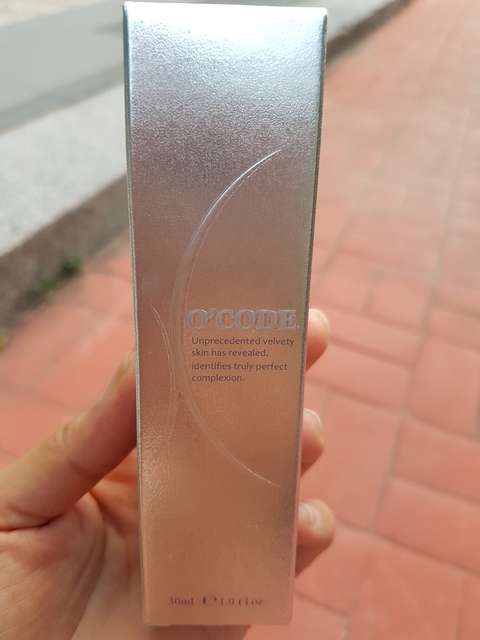 O'CODE
Unprecedented velvety
skin has revealed,
identifies truly perfect
complexion.
30ml ℮ 1.0 fl oz